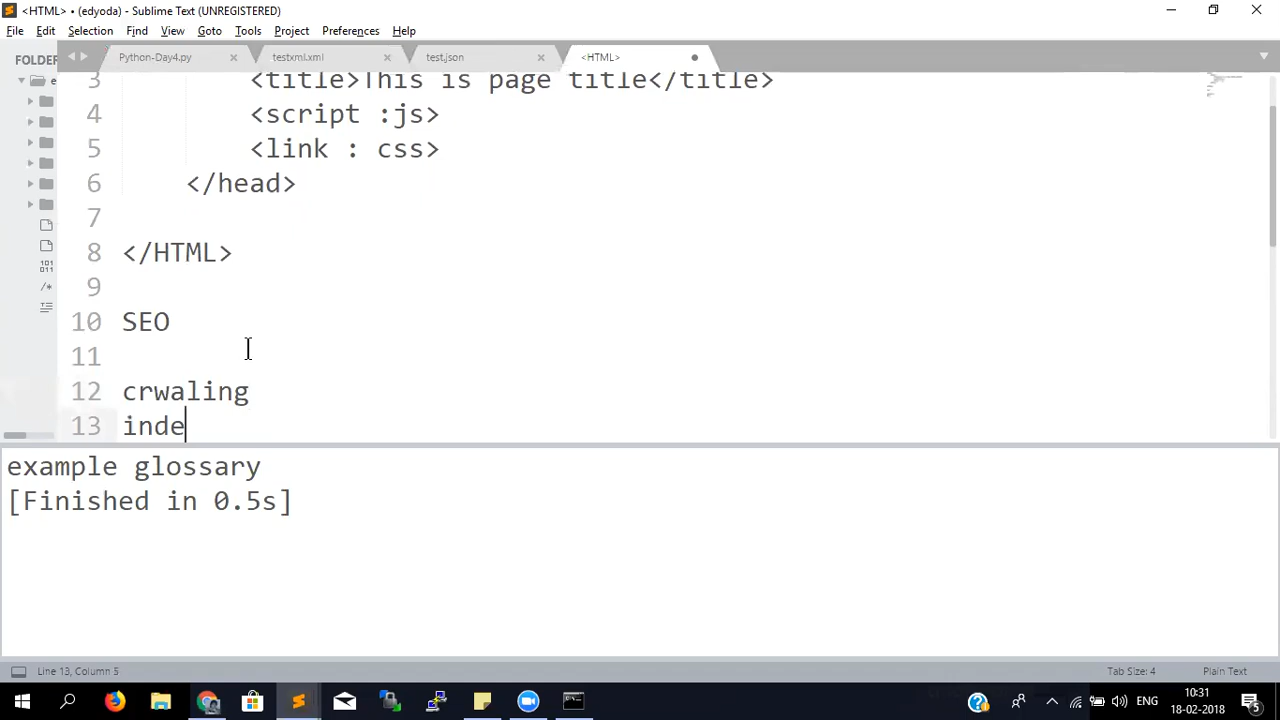 <HTML> • (edyoda) - Sublime Text (UNREGISTERED)
File Edit Selection Find View Goto Tools Project Preferences Help
FOLDER
Python-Day4.py
testxml.xml
test.json
<HTML>
3 <title>This is page title</title>
4 <script :js>
5 <link : css>
6 </head>
7
8 </HTML>
9
10 SEO
11
12 crwaling
13 inde
example glossary
[Finished in 0.5s]
Line 13, Column 5
Tab Size: 4
Plain Text
ENG
10:31
18-02-2018
5